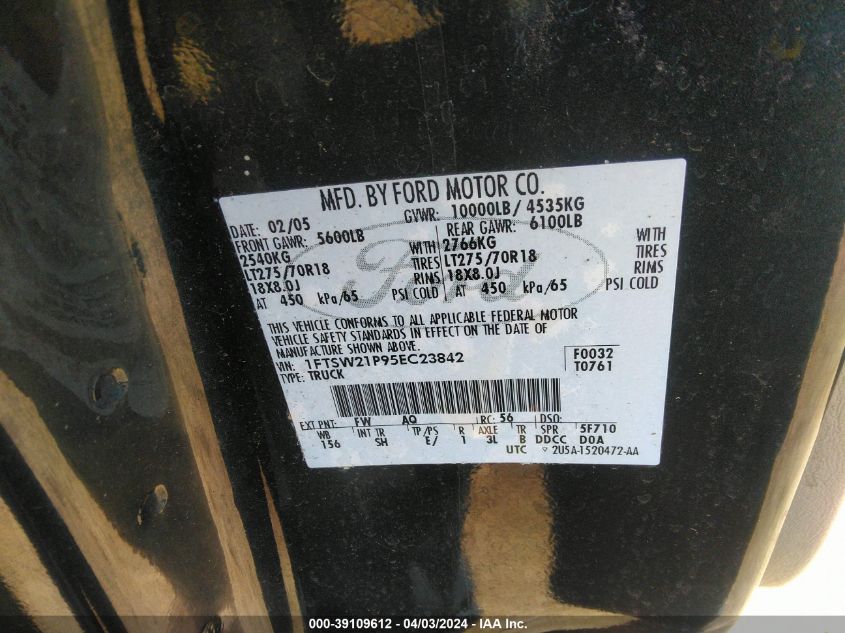 MFD. BY FORD MOTOR CO.
DATE: 02/05 GVWR: 10000LB/ 4535KG
FRONT GAWR: 5600LB REAR GAWR: 6100LB
2540KG WITH 2766KG WITH
LT275/70R18 TIRES LT275/70R18 TIRES
18X8.0J RIMS 18X8.0J RIMS
AT 450 kPa/65 PSI COLD AT 450 kPa/65 PSI COLD
Ford
THIS VEHICLE CONFORMS TO ALL APPLICABLE FEDERAL MOTOR
VEHICLE SAFETY STANDARDS IN EFFECT ON THE DATE OF
MANUFACTURE SHOWN ABOVE.
VIN: 1FTSW21P95EC23842 F0032
TYPE: TRUCK T0761
EXT PNT: FW AQ RC: 56 DSO:
WB INT TR TP/PS R AXLE TR SPR 5F710
156 SH E/ 1 3L B DDCC D0A
UTC 2U5A-1520472-AA
000-39109612 - 04/03/2024 - IAA Inc.